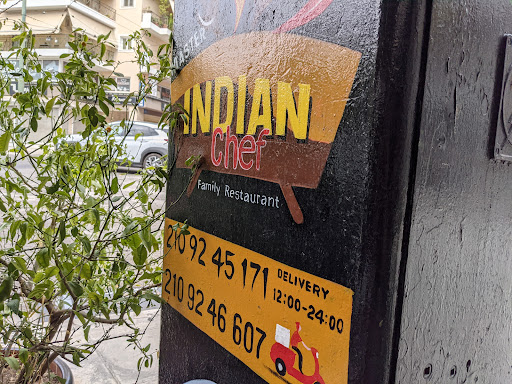 INDIAN
Chef
Family Restaurant
210 92 45 171
DELIVERY
12:00-24:00
210 92 46 607